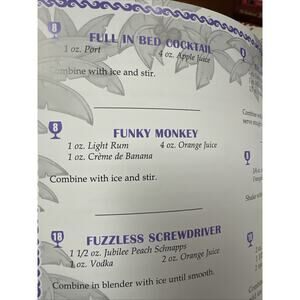 8
FULL IN BED COCKTAIL
1 oz. Port 4 oz. Apple Juice
Combine with ice and stir.
8
FUNKY MONKEY
1 oz. Light Rum 4 oz. Orange Juice
1 oz. Crème de Banana
Combine with ice and stir.
18
FUZZLESS SCREWDRIVER
1 1/2 oz. Jubilee Peach Schnapps
1 oz. Vodka 2 oz. Orange Juice
Combine in blender with ice until smooth.